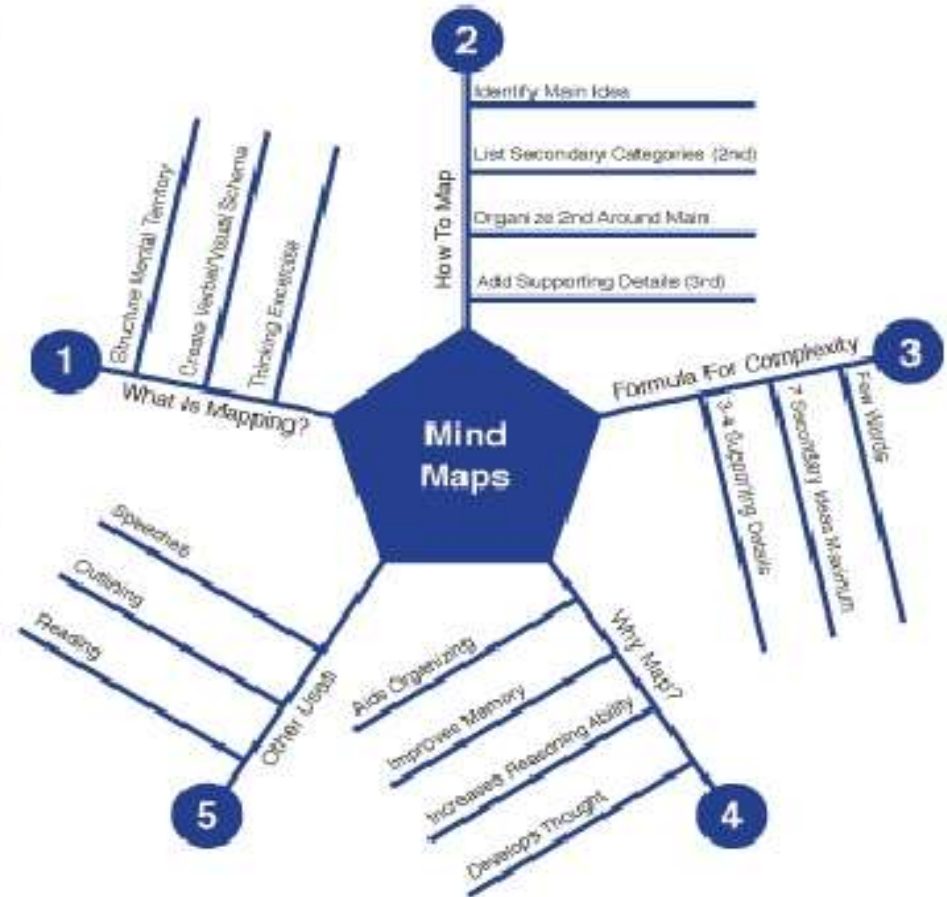 Mind
Maps
1
What Is Mapping?
Structure Mental Territory
Create Verbal/Visual Schema
Thinking Excercise
2
How To Map
Identify Main Idea
List Secondary Categories (2nd)
Organize 2nd Around Main
Add Supporting Details (3rd)
3
Formula For Complexity
3-4 Supporting Details
7 Secondary Ideas Maximum
Few Words
4
Why Map?
Aids Organizing
Improves Memory
Increases Reasoning Ability
Develops Thought
5
Other Uses
Speeches
Outlining
Reading